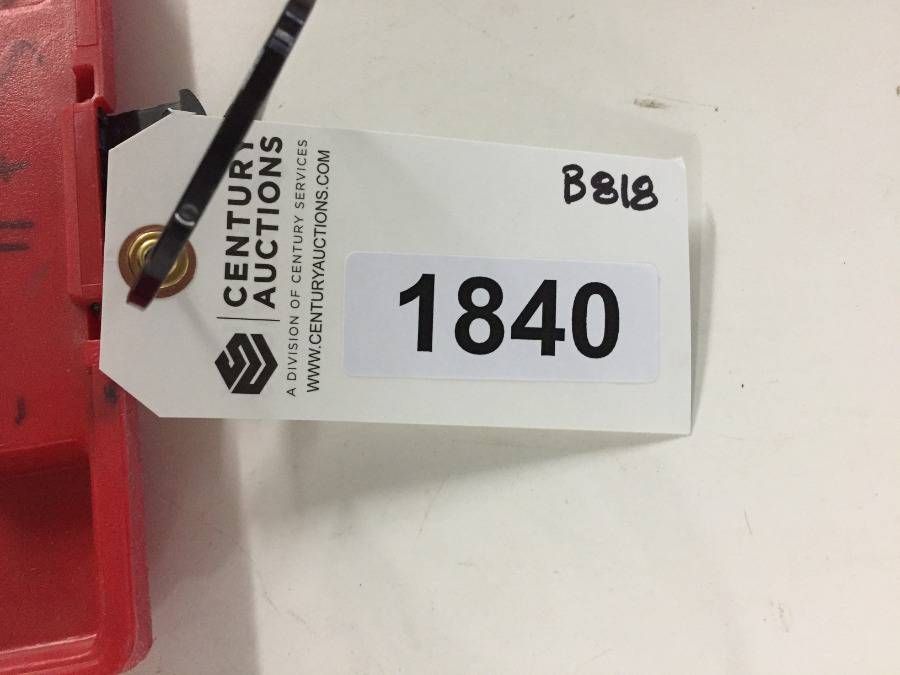 CENTURY
AUCTIONS
A DIVISION OF CENTURY SERVICES
WWW.CENTURYAUCTIONS.COM
B818
1840